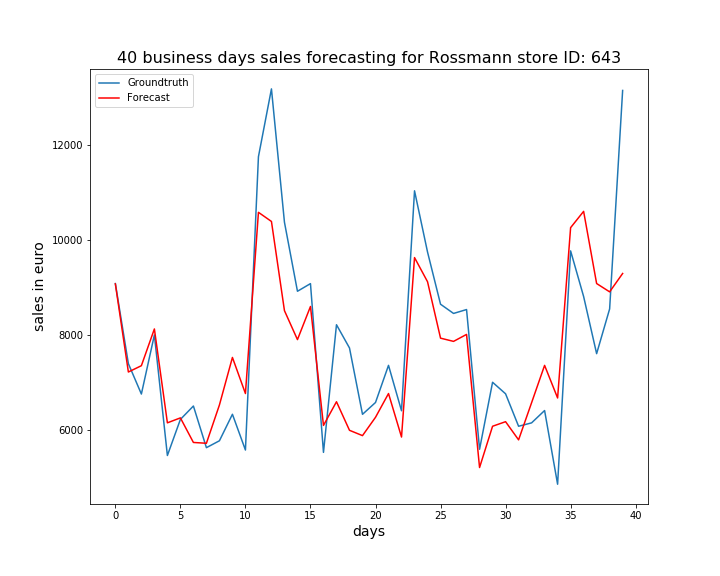 40 business days sales forecasting for Rossmann store ID: 643
Groundtruth
Forecast
12000
10000
8000
6000
sales in euro
0 5 10 15 20 25 30 35 40
days